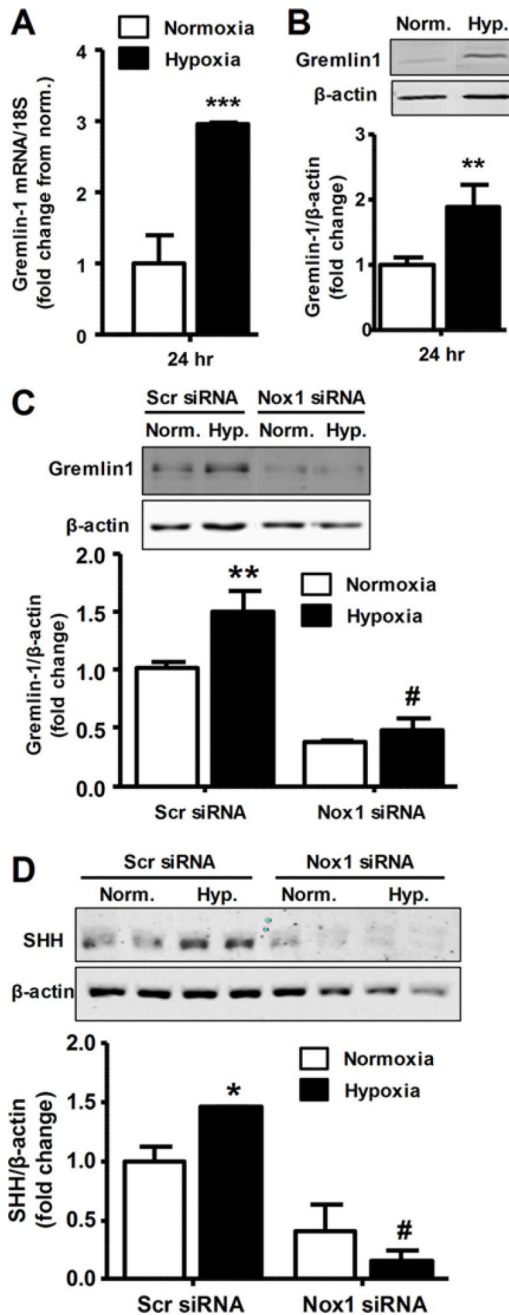 A
Normoxia
Hypoxia
Gremlin-1 mRNA/18S
(fold change from norm.)
4
3
2
1
0
***
24 hr
B
Norm. Hyp.
Gremlin1
β-actin
Gremlin-1/β-actin
(fold change)
3
2
1
0
**
24 hr
C
Scr siRNA Nox1 siRNA
Norm. Hyp. Norm. Hyp.
Gremlin1
β-actin
Gremlin-1/β-actin
(fold change)
2.0
1.5
1.0
0.5
0.0
**
#
Normoxia
Hypoxia
Scr siRNA Nox1 siRNA
D
Scr siRNA Nox1 siRNA
Norm. Hyp. Norm. Hyp.
SHH
β-actin
SHH/β-actin
(fold change)
2.0
1.5
1.0
0.5
0.0
*
#
Normoxia
Hypoxia
Scr siRNA Nox1 siRNA